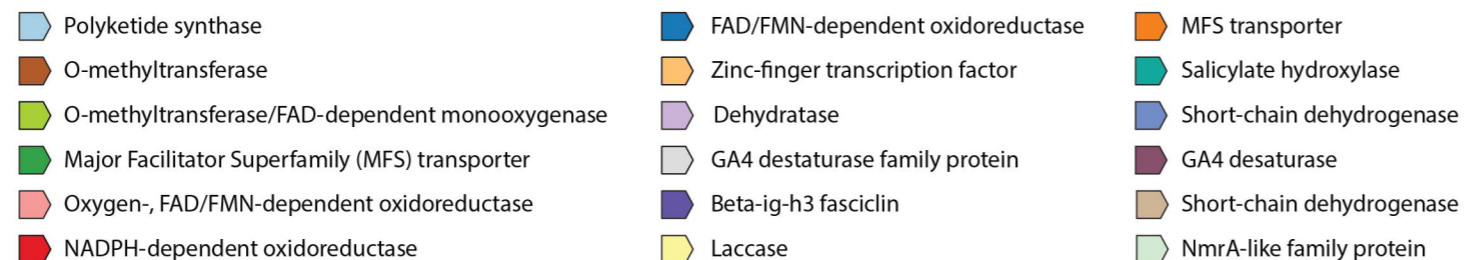 Polyketide synthase
O-methyltransferase
O-methyltransferase/FAD-dependent monooxygenase
Major Facilitator Superfamily (MFS) transporter
Oxygen-, FAD/FMN-dependent oxidoreductase
NADPH-dependent oxidoreductase
FAD/FMN-dependent oxidoreductase
Zinc-finger transcription factor
Dehydratase
GA4 destaturase family protein
Beta-ig-h3 fasciclin
Laccase
MFS transporter
Salicylate hydroxylase
Short-chain dehydrogenase
GA4 desaturase
Short-chain dehydrogenase
NmrA-like family protein